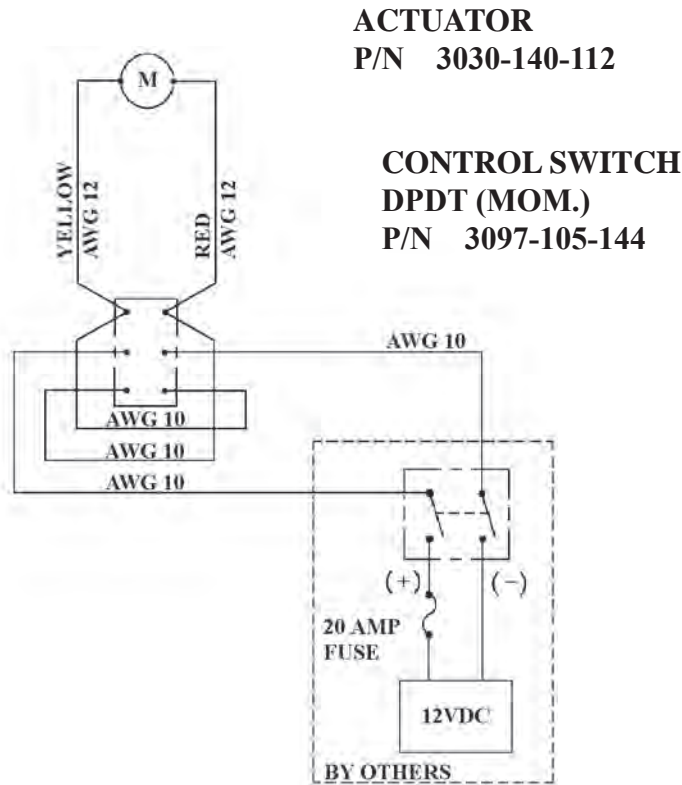 ACTUATOR
P/N 3030-140-112
M
CONTROL SWITCH
DPDT (MOM.)
P/N 3097-105-144
YELLOW
AWG 12
RED
AWG 12
AWG 10
AWG 10
AWG 10
AWG 10
(+)
(−)
20 AMP
FUSE
12VDC
BY OTHERS